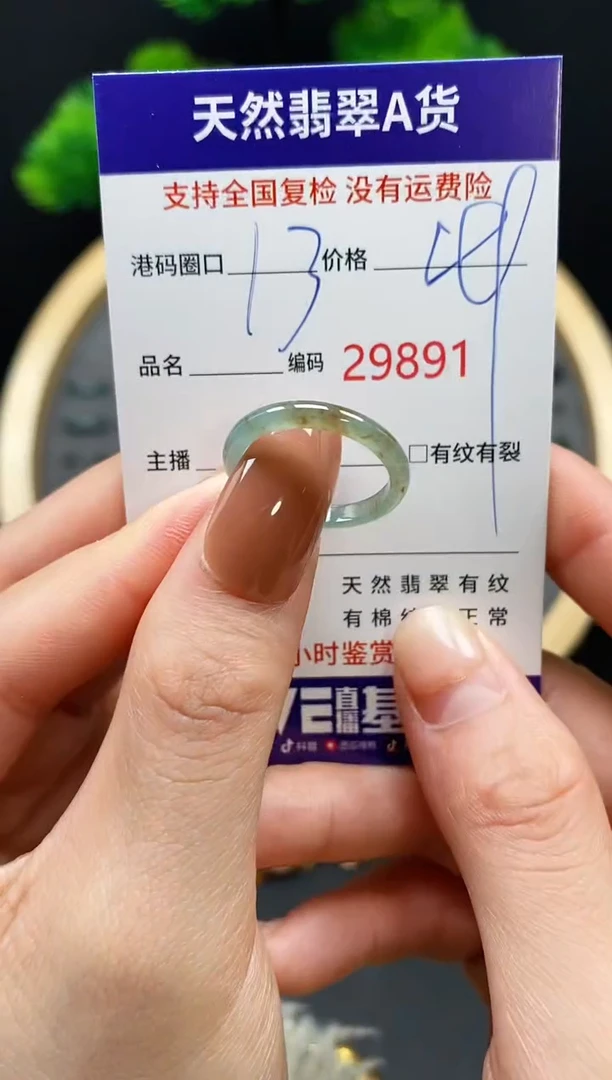 天然翡翠A货
支持全国复检 没有运费险
港码圈口 13 价格
品名 编码 29891
主播 □有纹有裂
天然翡翠有纹
有棉 正常
小时鉴赏
直播基